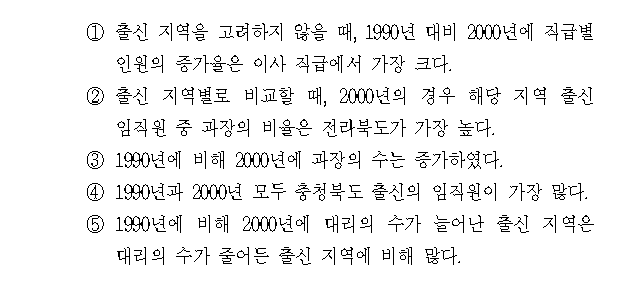 ① 출신 지역을 고려하지 않을 때, 1990년 대비 2000년에 직급별
인원의 증가율은 이사 직급에서 가장 크다.
② 출신 지역별로 비교할 때, 2000년의 경우 해당 지역 출신
임직원 중 과장의 비율은 전라북도가 가장 높다.
③ 1990년에 비해 2000년에 과장의 수는 증가하였다.
④ 1990년과 2000년 모두 충청북도 출신의 임직원이 가장 많다.
⑤ 1990년에 비해 2000년에 대리의 수가 늘어난 출신 지역은
대리의 수가 줄어든 출신 지역에 비해 많다.